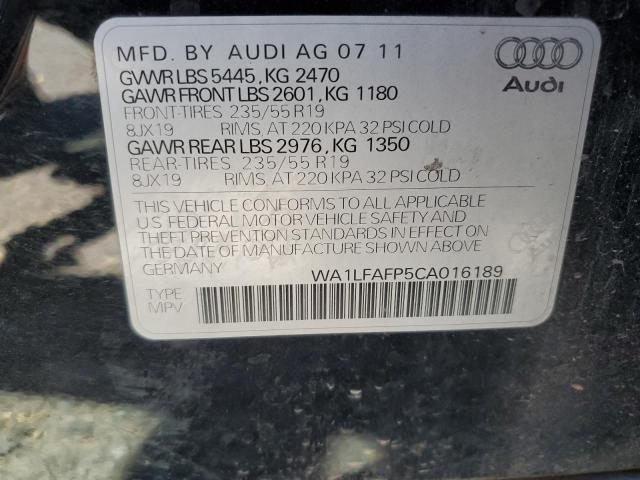 MFD. BY AUDI AG 07 11
GVWR LBS 5445, KG 2470
GAWR FRONT LBS 2601, KG 1180
FRONT-TIRES 235/55 R19
8JX19 RIMS, AT 220 KPA 32 PSI COLD
GAWR REAR LBS 2976, KG 1350
REAR-TIRES 235/55 R19
8JX19 RIMS, AT 220 KPA 32 PSI COLD
Audi
THIS VEHICLE CONFORMS TO ALL APPLICABLE
U.S FEDERAL MOTOR VEHICLE SAFETY AND
THEFT PREVENTION STANDARDS IN EFFECT ON
THE DATE OF MANUFACTURE SHOWN ABOVE.
GERMANY WA1LFAFP5CA016189
TYPE
MPV